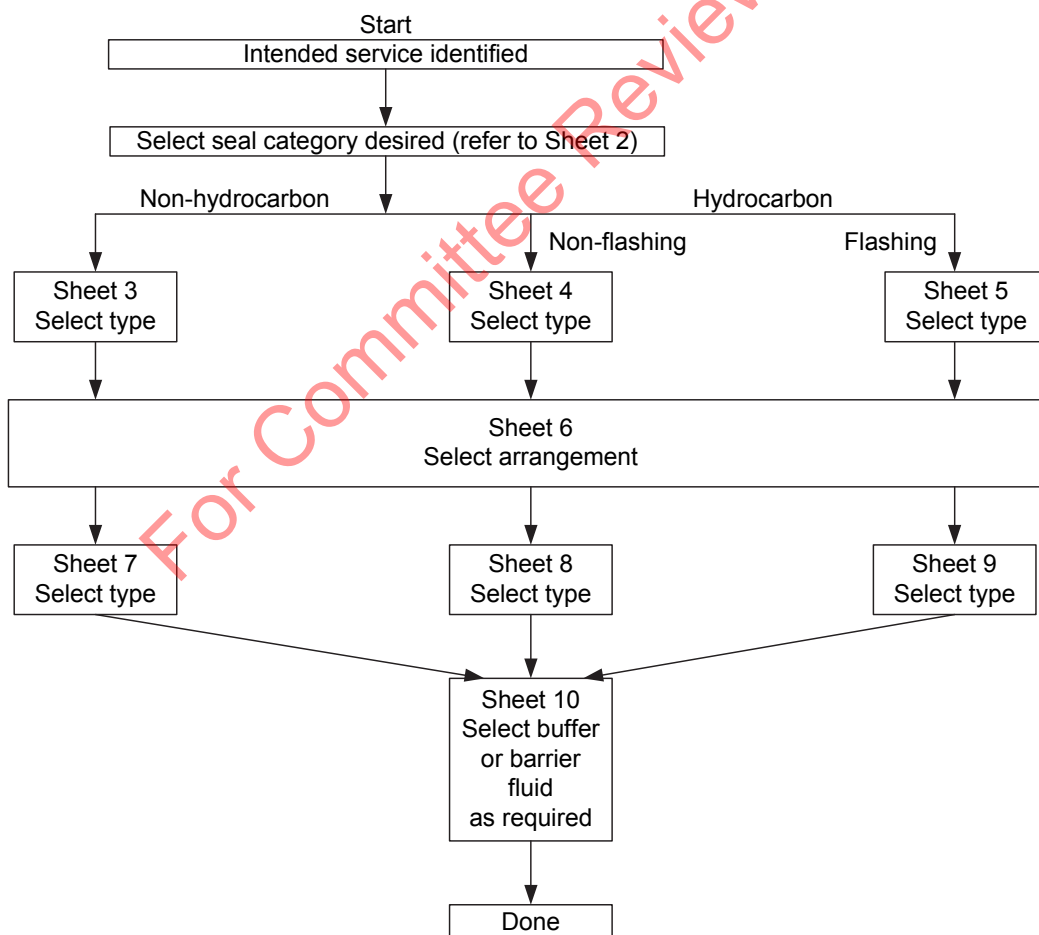 Start
Intended service identified
Select seal category desired (refer to Sheet 2)
Non-hydrocarbon
Hydrocarbon
Non-flashing
Flashing
Sheet 3
Select type
Sheet 4
Select type
Sheet 5
Select type
Sheet 6
Select arrangement
Sheet 7
Select type
Sheet 8
Select type
Sheet 9
Select type
Sheet 10
Select buffer
or barrier
fluid
as required
Done
For Committee Review